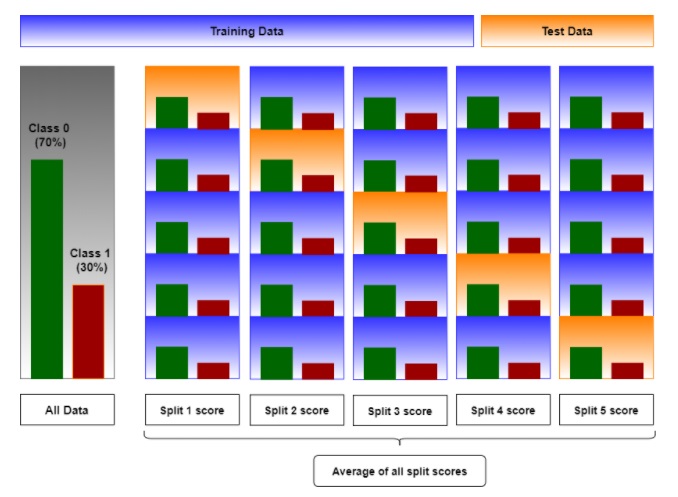 Training Data
Test Data
Class 0
(70%)
Class 1
(30%)
All Data
Split 1 score
Split 2 score
Split 3 score
Split 4 score
Split 5 score
Average of all split scores